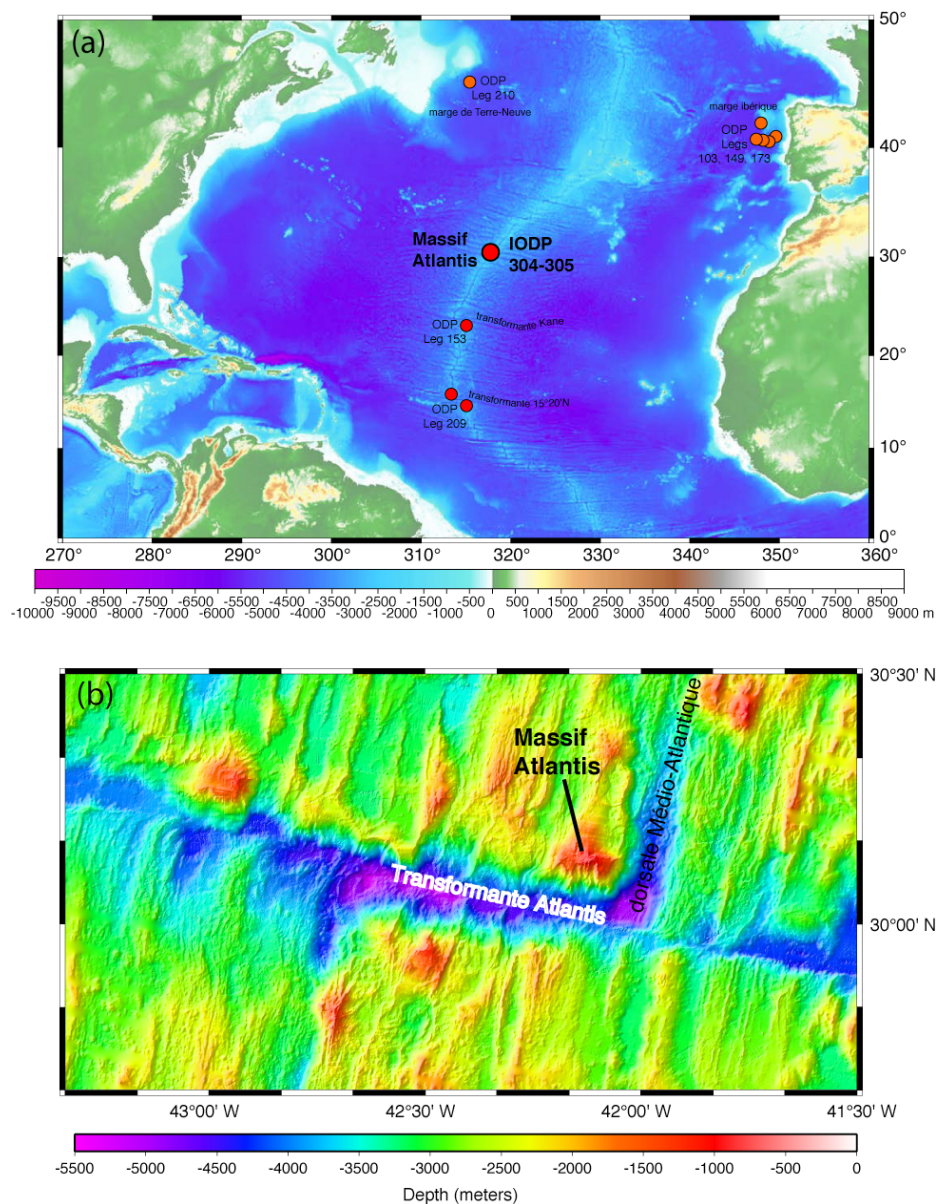 (a)
50°
ODP
Leg 210
marge de Terre-Neuve
marge ibérique
ODP
Legs
103, 149, 173
40°
Massif
Atlantis
IODP
304-305
30°
ODP
Leg 153
transformante Kane
20°
transformante 15°20'N
ODP
Leg 209
10°
0°
270 280 290 300 310 320 330 340 350 360
-9500 -8500 -7500 -6500 -5500 -4500 -3500 -2500 -1500 -500 500 1500 2500 3500 4500 5500 6500 7500 8500
-10000 -9000 -8000 -7000 -6000 -5000 -4000 -3000 -2000 -1000 0 1000 2000 3000 4000 5000 6000 7000 8000 9000 m
(b)
30°30' N
Massif
Atlantis
dorsale Médio-Atlantique
Transformante Atlantis
30°00' N
43°00' W 42°30' W 42°00' W 41°30' W
-5500 -5000 -4500 -4000 -3500 -3000 -2500 -2000 -1500 -1000 -500 0
Depth (meters)